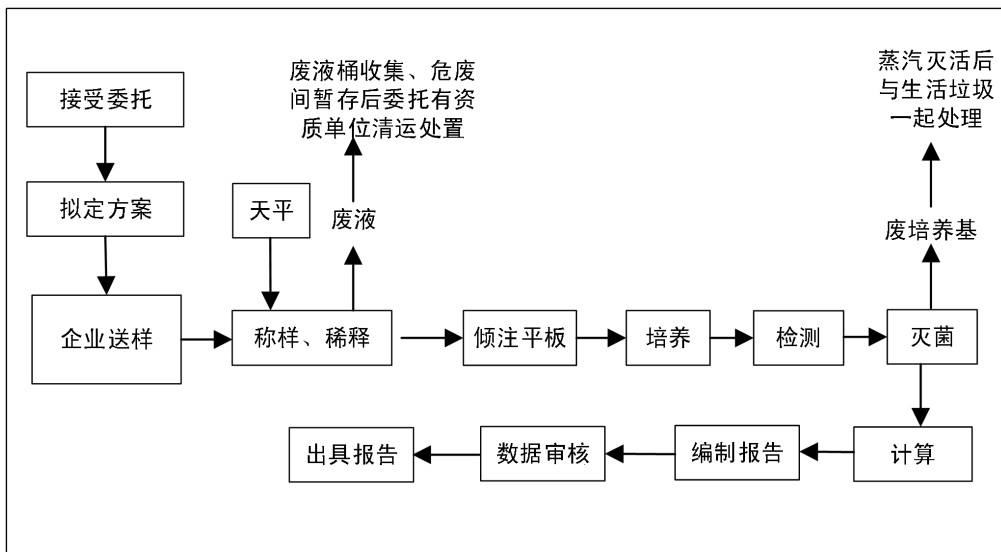 接受委托
拟定方案
企业送样
天平
废液桶收集、危废
间暂存后委托有资
质单位清运处置
废液
称样、稀释
倾注平板
培养
检测
灭菌
废培养基
蒸汽灭活后
与生活垃圾
一起处理
计算
编制报告
数据审核
出具报告